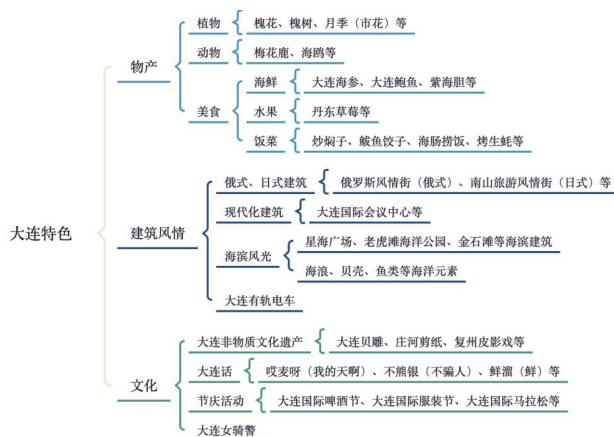 大连特色
物产
植物
槐花、槐树、月季（市花）等
动物
梅花鹿、海鸥等
美食
海鲜
大连海参、大连鲍鱼、紫海胆等
水果
丹东草莓等
饭菜
炒焖子、鲅鱼饺子、海肠捞饭、烤生蚝等
建筑风情
俄式、日式建筑
俄罗斯风情街（俄式）、南山旅游风情街（日式）等
现代化建筑
大连国际会议中心等
海滨风光
星海广场、老虎滩海洋公园、金石滩等海滨建筑
海浪、贝壳、鱼类等海洋元素
大连有轨电车
文化
大连非物质文化遗产
大连贝雕、庄河剪纸、复州皮影戏等
大连话
哎麦呀（我的天啊）、不熊银（不骗人）、鲜溜（鲜）等
节庆活动
大连国际啤酒节、大连国际服装节、大连国际马拉松等
大连女骑警